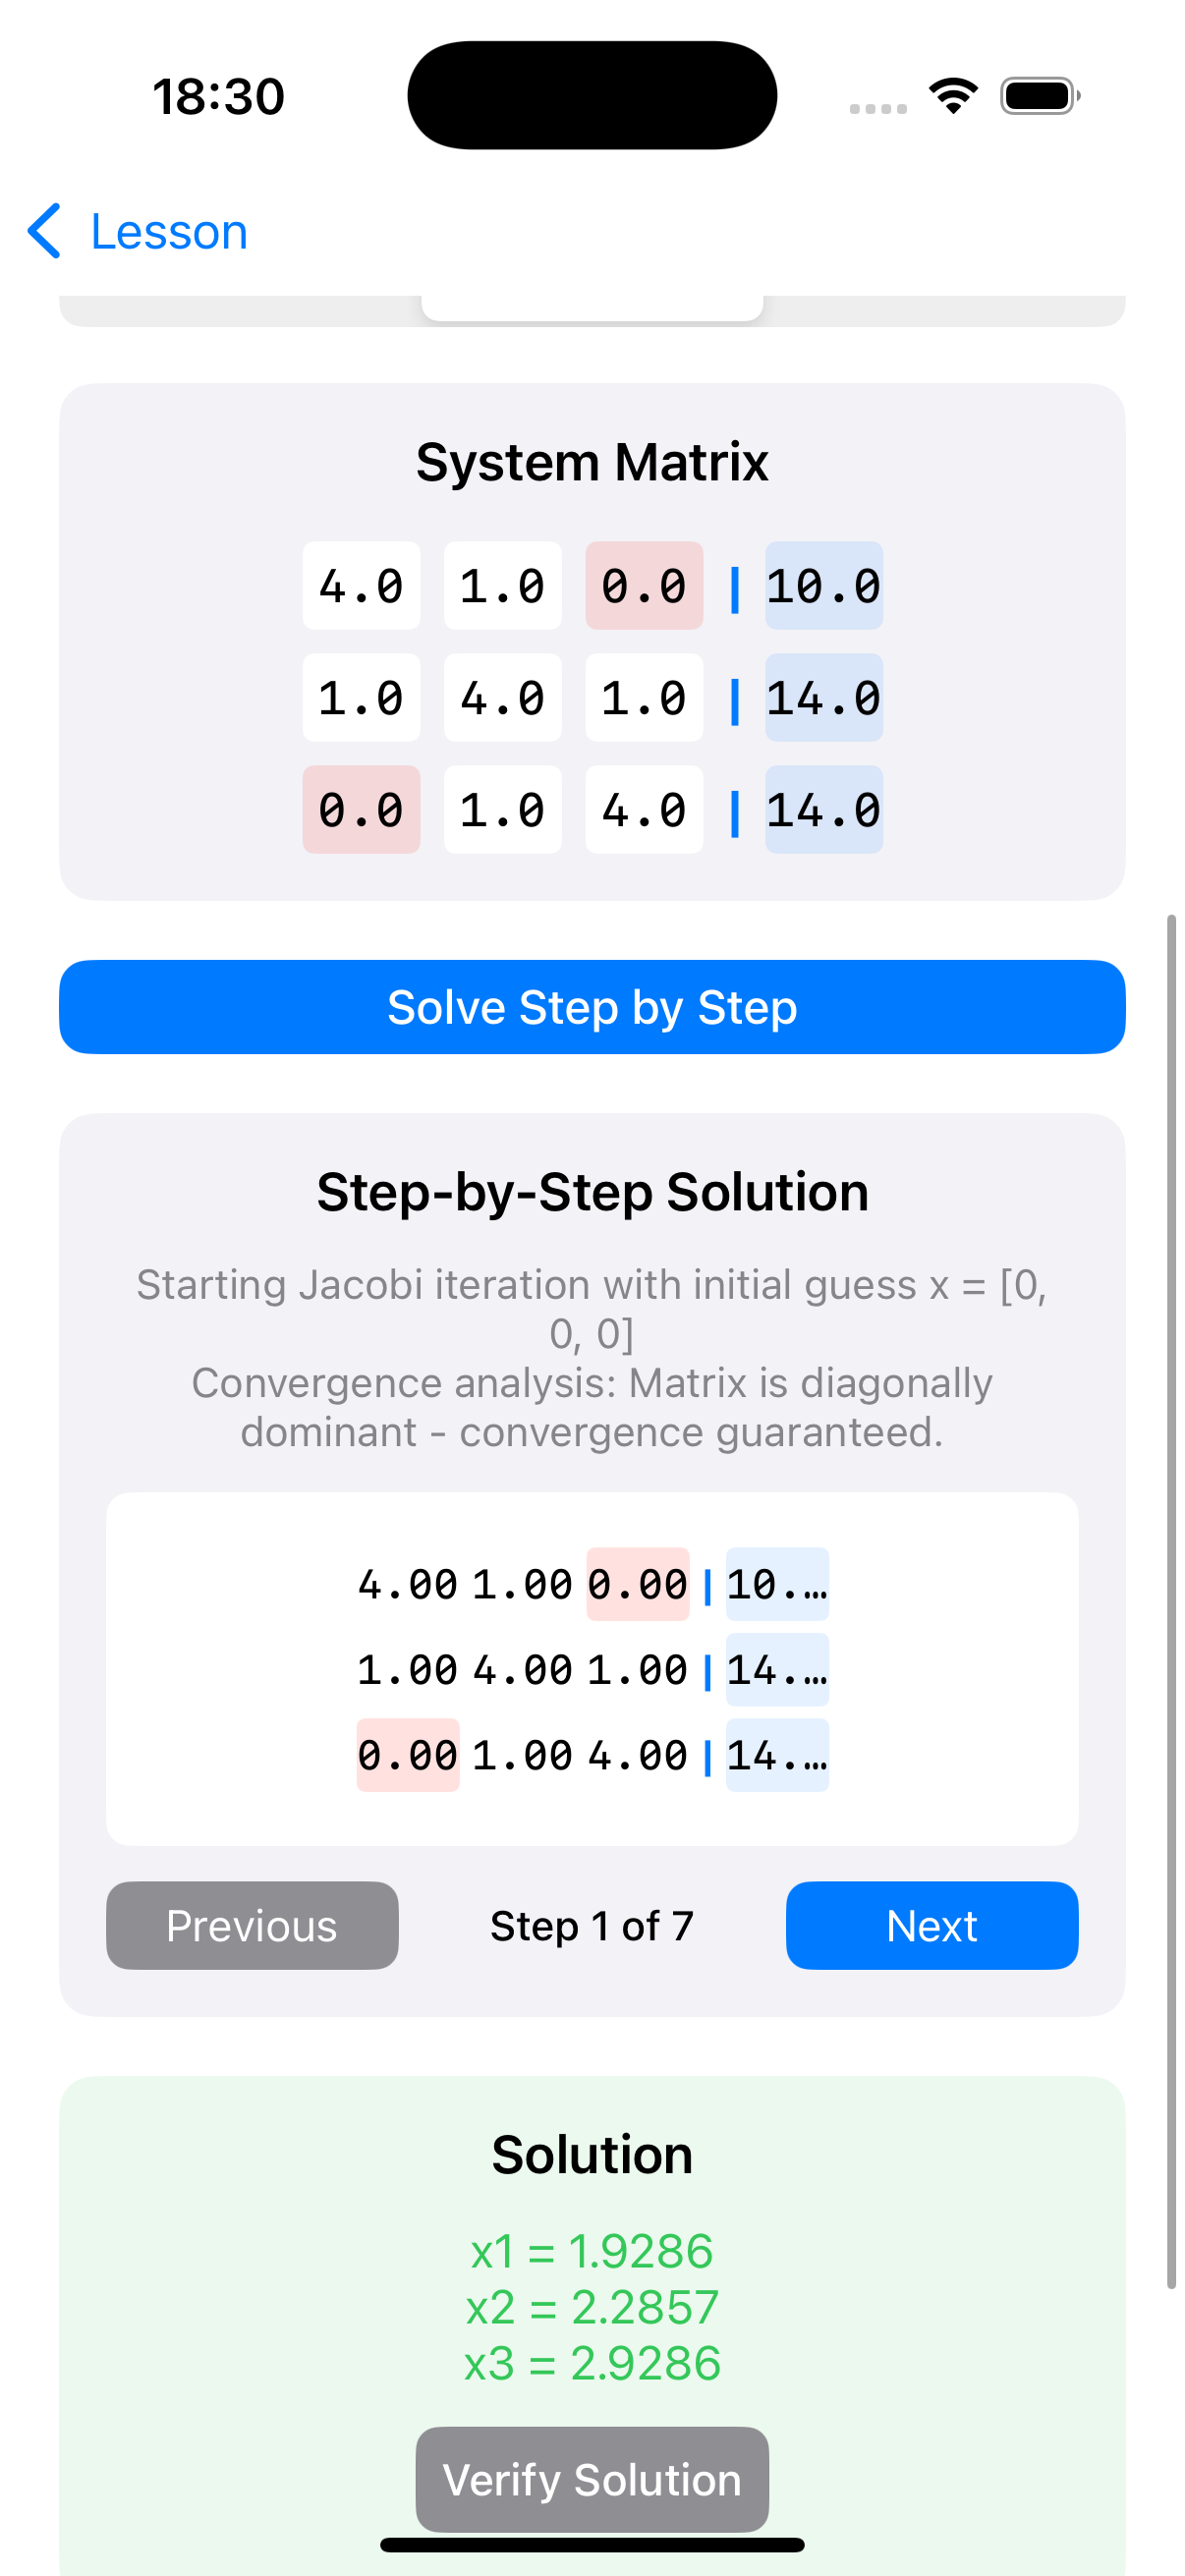 18:30
Lesson
System Matrix
4.0 1.0 0.0 | 10.0
1.0 4.0 1.0 | 14.0
0.0 1.0 4.0 | 14.0
Solve Step by Step
Step-by-Step Solution
Starting Jacobi iteration with initial guess x = [0,
0, 0]
Convergence analysis: Matrix is diagonally
dominant - convergence guaranteed.
4.00 1.00 0.00 | 10.…
1.00 4.00 1.00 | 14.…
0.00 1.00 4.00 | 14.…
Previous Step 1 of 7 Next
Solution
x1 = 1.9286
x2 = 2.2857
x3 = 2.9286
Verify Solution